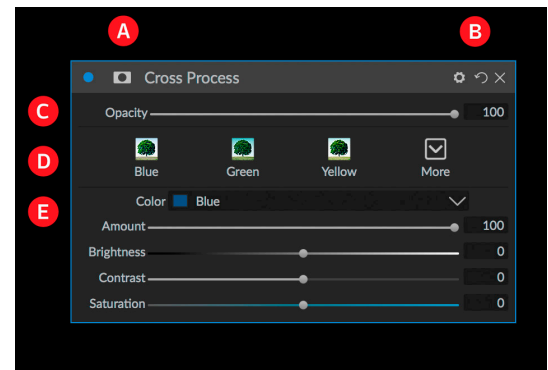 A
B
Cross Process
C
Opacity 100
D
Blue Green Yellow More
E
Color Blue
Amount 100
Brightness 0
Contrast 0
Saturation 0